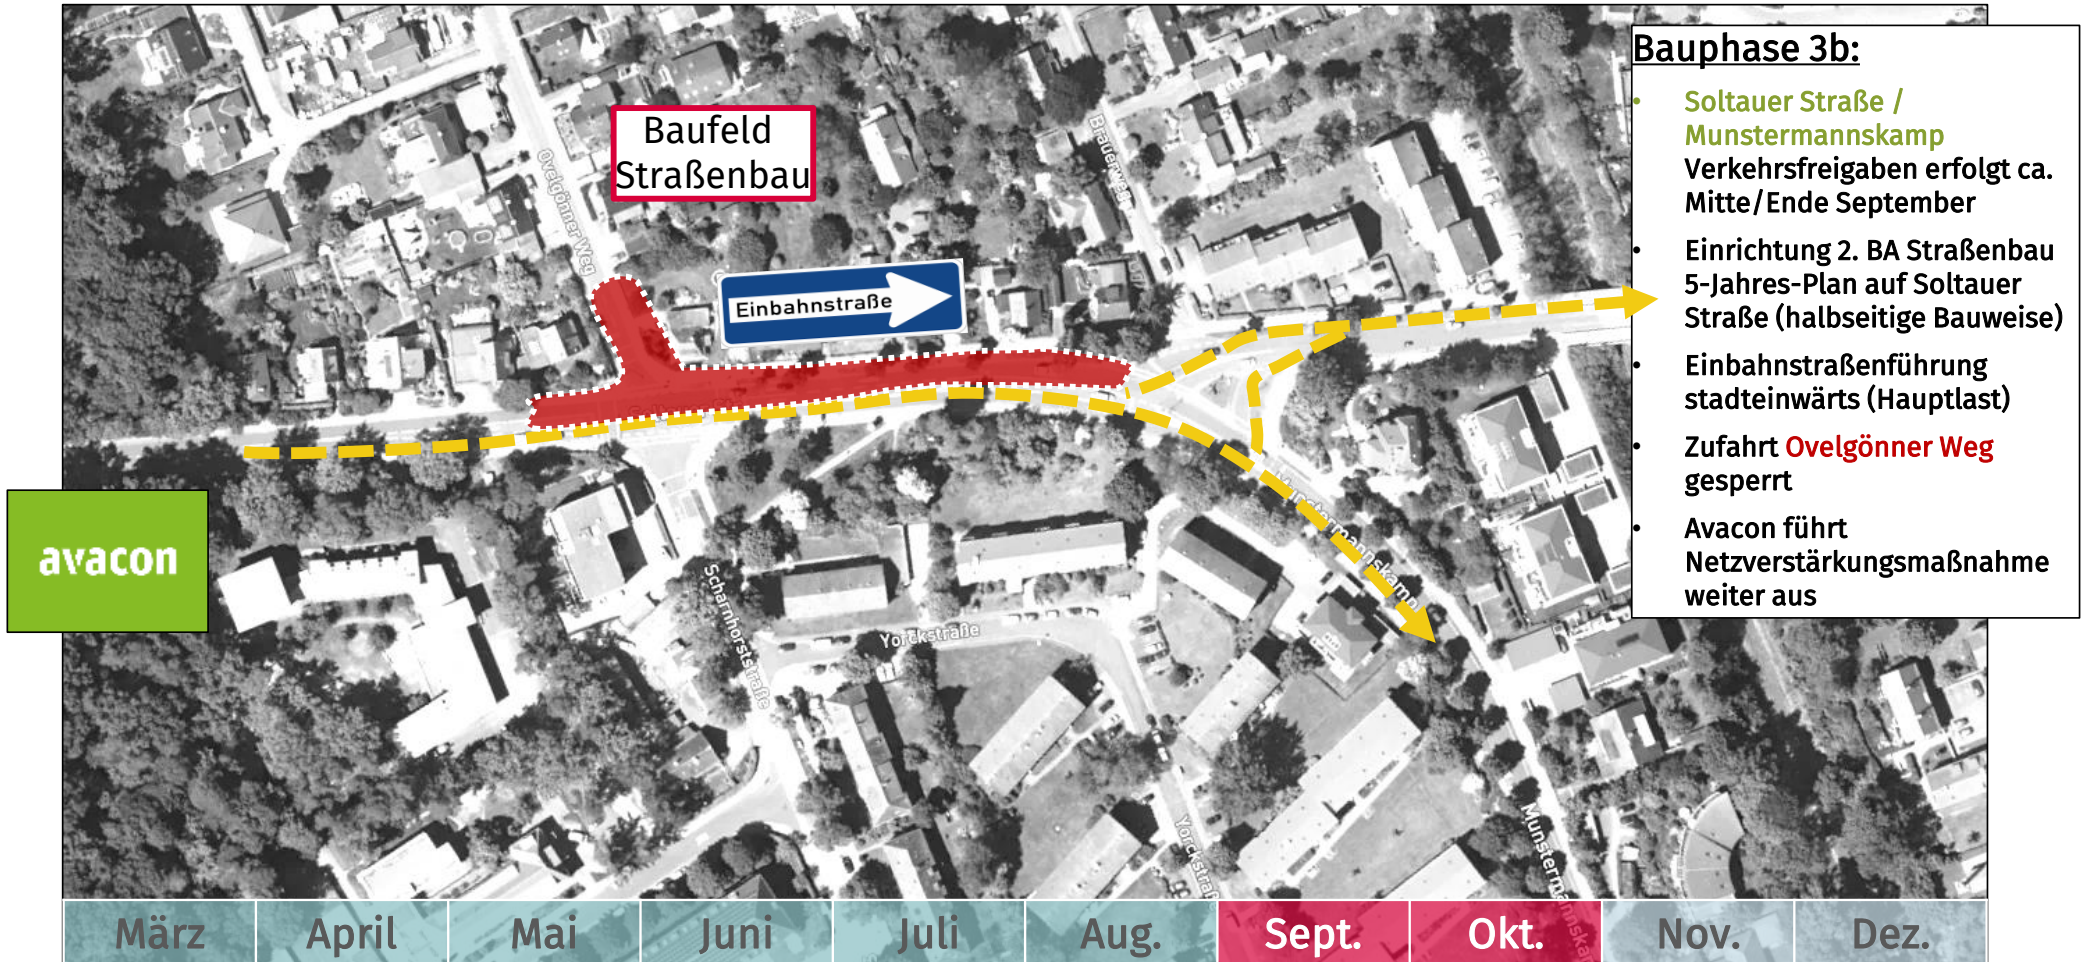 Bauphase 3b:
• Soltauer Straße /
Munstermannskamp
Verkehrsfreigaben erfolgt ca.
Mitte/Ende September
• Einrichtung 2. BA Straßenbau
5-Jahres-Plan auf Soltauer
Straße (halbseitige Bauweise)
• Einbahnstraßenführung
stadteinwärts (Hauptlast)
• Zufahrt Ovelgönner Weg
gesperrt
• Avacon führt
Netzverstärkungsmaßnahme
weiter aus
Baufeld
Straßenbau
Ovelgönner Weg
Brauerweg
Einbahnstraße
avacon
Munstermannskamp
Scharnhorststraße
Yorckstraße
Yorckstraß
Munstermannskamp
März April Mai Juni Juli Aug. Sept. Okt. Nov. Dez.